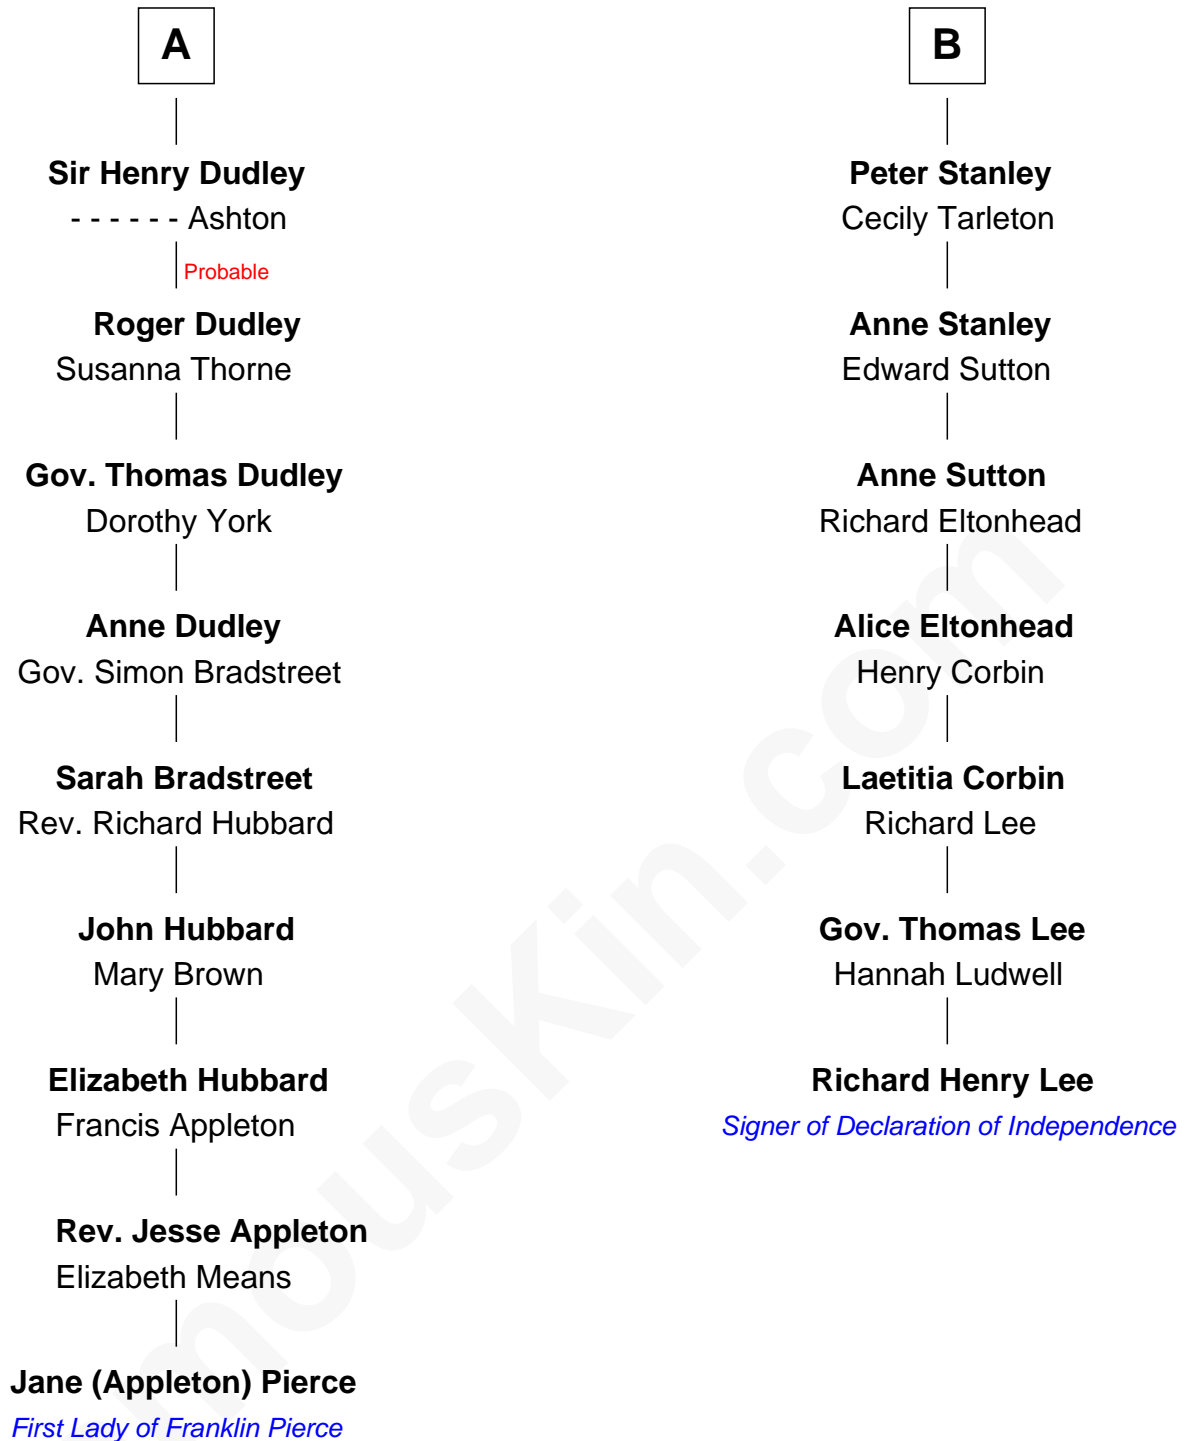 A
Sir Henry Dudley
- - - - - - Ashton
Probable
Roger Dudley
Susanna Thorne
Gov. Thomas Dudley
Dorothy York
Anne Dudley
Gov. Simon Bradstreet
Sarah Bradstreet
Rev. Richard Hubbard
John Hubbard
Mary Brown
Elizabeth Hubbard
Francis Appleton
Rev. Jesse Appleton
Elizabeth Means
Jane (Appleton) Pierce
First Lady of Franklin Pierce
B
Peter Stanley
Cecily Tarleton
Anne Stanley
Edward Sutton
Anne Sutton
Richard Eltonhead
Alice Eltonhead
Henry Corbin
Laetitia Corbin
Richard Lee
Gov. Thomas Lee
Hannah Ludwell
Richard Henry Lee
Signer of Declaration of Independence
mousKin.com